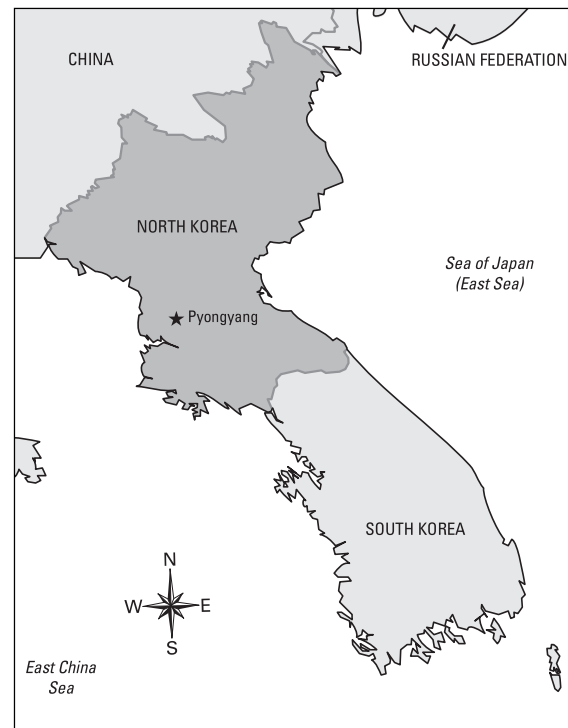 CHINA
RUSSIAN FEDERATION
NORTH KOREA
Sea of Japan
(East Sea)
Pyongyang
SOUTH KOREA
N
W
E
S
East China
Sea